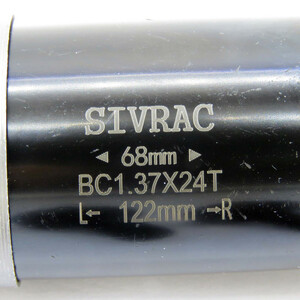 SIVRAC
◄ 68mm ►
BC1.37X24T
L← 122mm →R